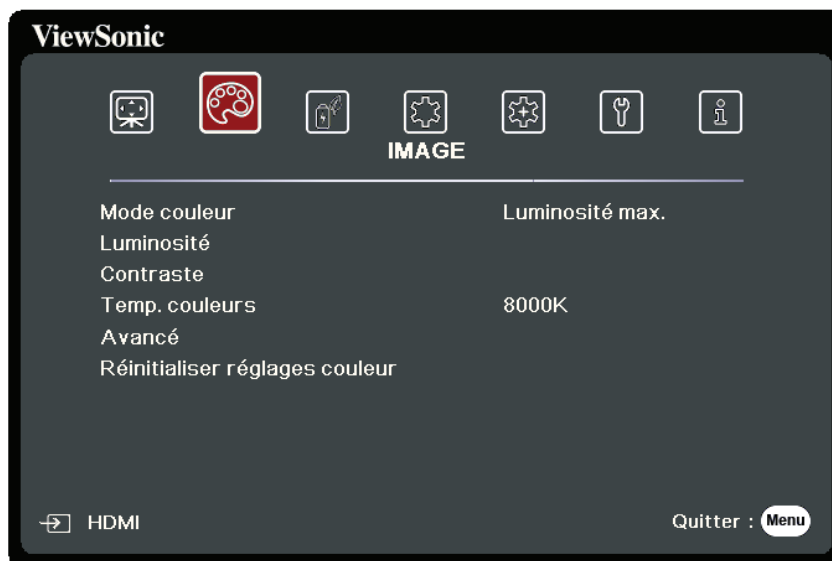 ViewSonic
IMAGE
Mode couleur Luminosité max.
Luminosité
Contraste
Temp. couleurs 8000K
Avancé
Réinitialiser réglages couleur
HDMI Quitter : Menu